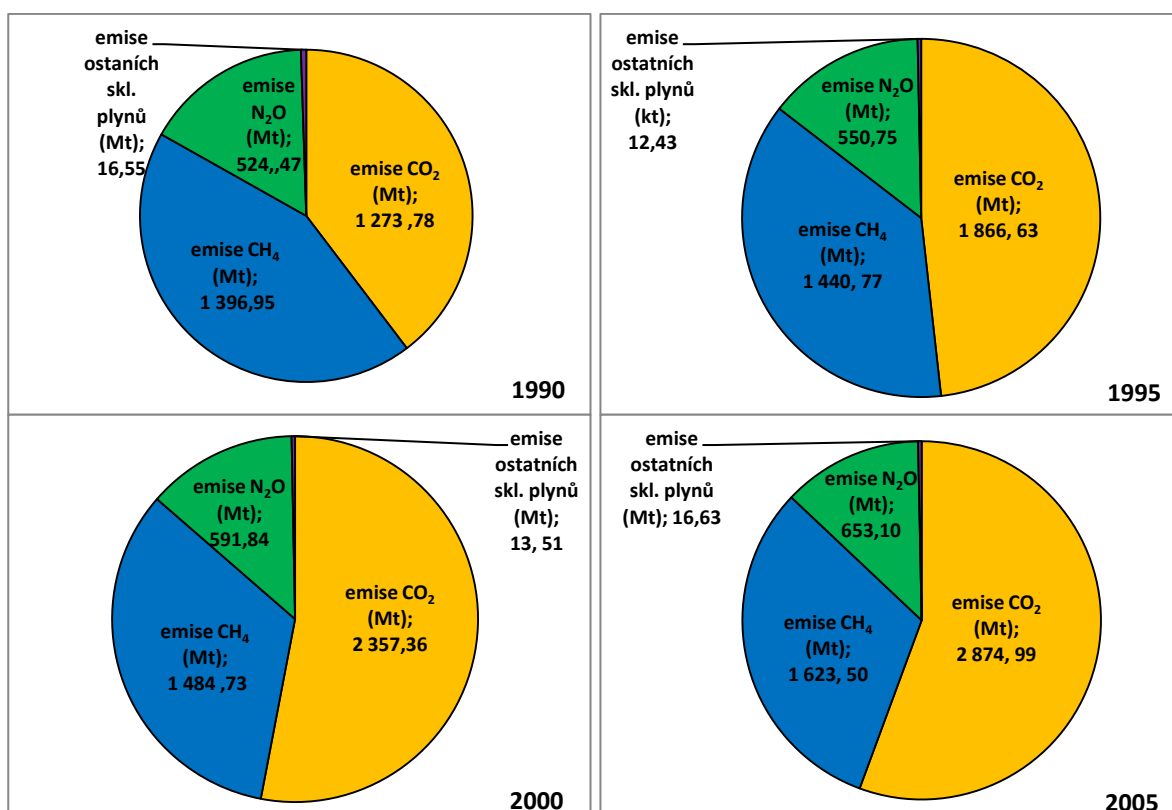 emise
ostaních
skl.
plynů
(Mt);
16,55
emise
N₂O
(Mt);
524,,47
emise CO₂
(Mt);
1 273 ,78
emise CH₄
(Mt);
1 396,95
1990
emise
ostatních
skl. plynů
(kt);
12,43
emise N₂O
(Mt);
550,75
emise CO₂
(Mt);
1 866, 63
emise CH₄
(Mt);
1 440, 77
1995
emise
ostatních
skl. plynů
(Mt);
13, 51
emise N₂O
(Mt);
591,84
emise CO₂
(Mt);
2 357,36
emise CH₄
(Mt);
1 484 ,73
2000
emise
ostatních
skl. plynů
(Mt); 16,63
emise N₂O
(Mt);
653,10
emise CO₂
(Mt);
2 874, 99
emise CH₄
(Mt);
1 623, 50
2005